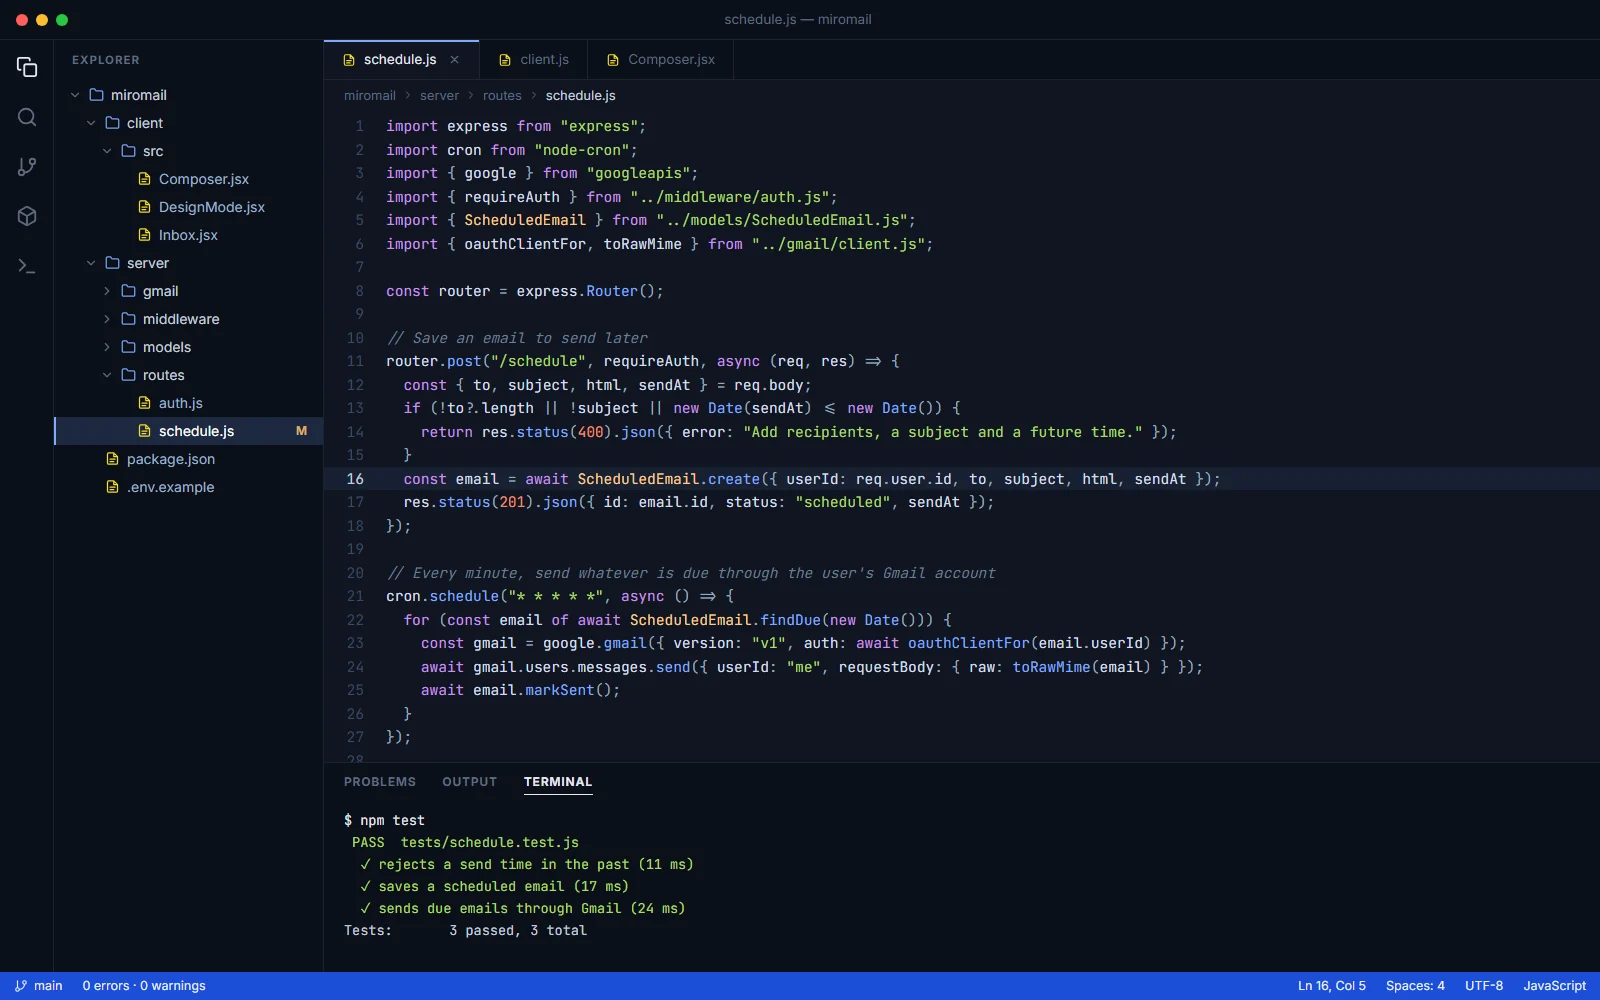 schedule.js — miromail
EXPLORER
miromail
client
src
Composer.jsx
DesignMode.jsx
Inbox.jsx
server
gmail
middleware
models
routes
auth.js
schedule.js M
package.json
.env.example
schedule.js ×
client.js
Composer.jsx
miromail > server > routes > schedule.js
1 import express from "express";
2 import cron from "node-cron";
3 import { google } from "googleapis";
4 import { requireAuth } from "../middleware/auth.js";
5 import { ScheduledEmail } from "../models/ScheduledEmail.js";
6 import { oauthClientFor, toRawMime } from "../gmail/client.js";
7
8 const router = express.Router();
9
10 // Save an email to send later
11 router.post("/schedule", requireAuth, async (req, res) => {
12 const { to, subject, html, sendAt } = req.body;
13 if (!to?.length || !subject || new Date(sendAt) <= new Date()) {
14 return res.status(400).json({ error: "Add recipients, a subject and a future time." });
15 }
16 const email = await ScheduledEmail.create({ userId: req.user.id, to, subject, html, sendAt });
17 res.status(201).json({ id: email.id, status: "scheduled", sendAt });
18 });
19
20 // Every minute, send whatever is due through the user's Gmail account
21 cron.schedule("* * * * *", async () => {
22 for (const email of await ScheduledEmail.findDue(new Date())) {
23 const gmail = google.gmail({ version: "v1", auth: await oauthClientFor(email.userId) });
24 await gmail.users.messages.send({ userId: "me", requestBody: { raw: toRawMime(email) } });
25 await email.markSent();
26 }
27 });
28
PROBLEMS OUTPUT TERMINAL
$ npm test
PASS tests/schedule.test.js
✓ rejects a send time in the past (11 ms)
✓ saves a scheduled email (17 ms)
✓ sends due emails through Gmail (24 ms)
Tests: 3 passed, 3 total
main 0 errors · 0 warnings
Ln 16, Col 5 Spaces: 4 UTF-8 JavaScript